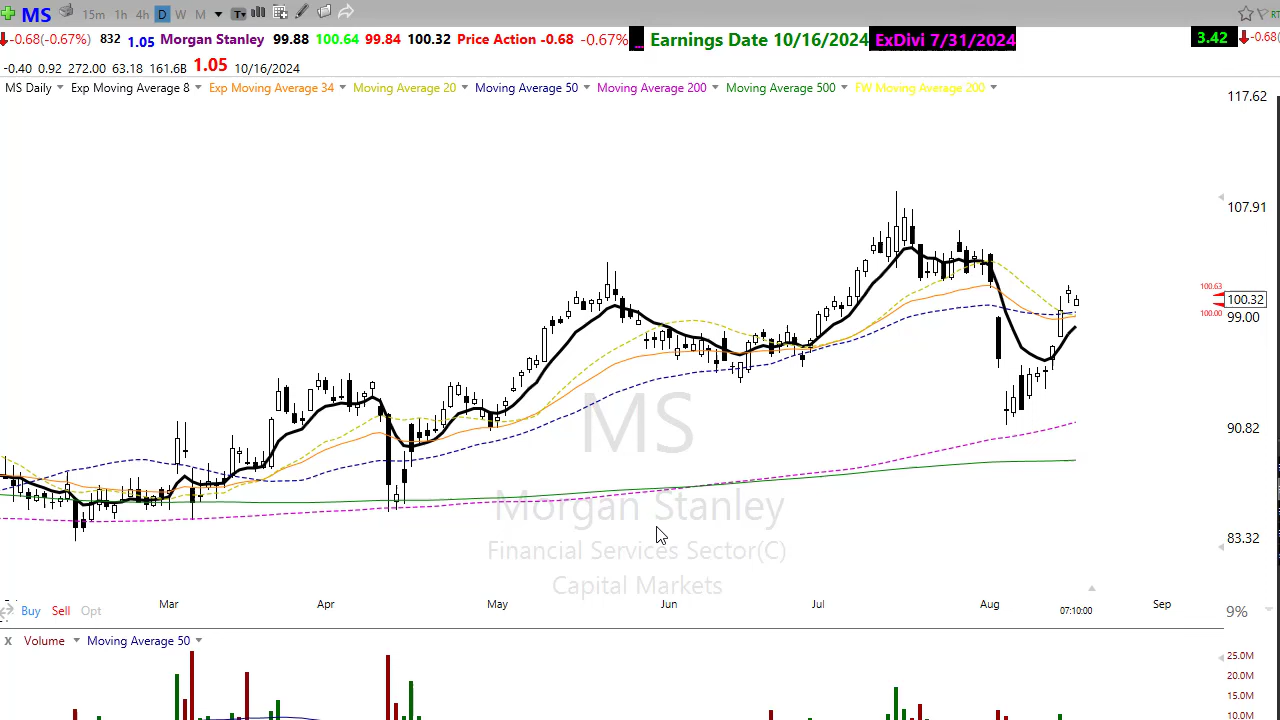 MS 15m 1h 4h D W M T
-0.68(-0.67%) 832 1.05 Morgan Stanley 99.88 100.64 99.84 100.32 Price Action -0.68 -0.67% ... Earnings Date 10/16/2024 ExDivi 7/31/2024 3.42 -0.68(
-0.40 0.92 272.00 63.18 161.6B 1.05 10/16/2024
MS Daily Exp Moving Average 8 Exp Moving Average 34 Moving Average 20 Moving Average 50 Moving Average 200 Moving Average 500 FW Moving Average 200
117.62
107.91
100.63
100.32
100.00
99.00
MS
90.82
Morgan Stanley
83.32
Financial Services Sector(C)
Capital Markets
Mar Apr May Jun Jul Aug Sep
Buy Sell Opt 07:10:00 9%
X Volume Moving Average 50
25.0M
20.0M
15.0M
10.0M